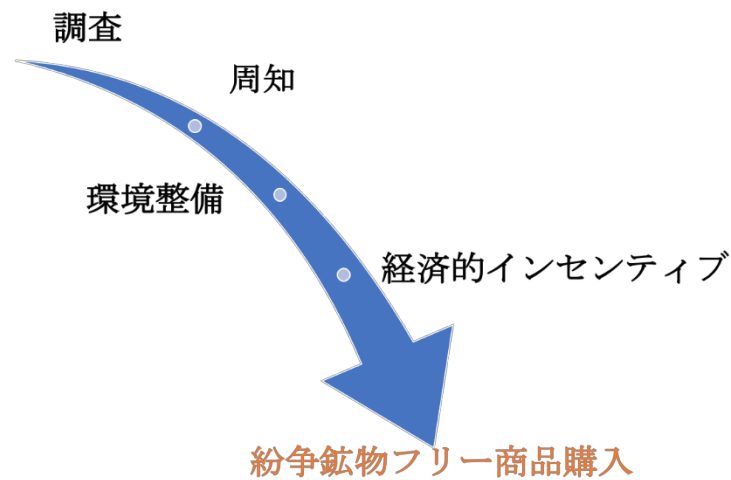 調査
周知
環境整備
経済的インセンティブ
紛争鉱物フリー商品購入